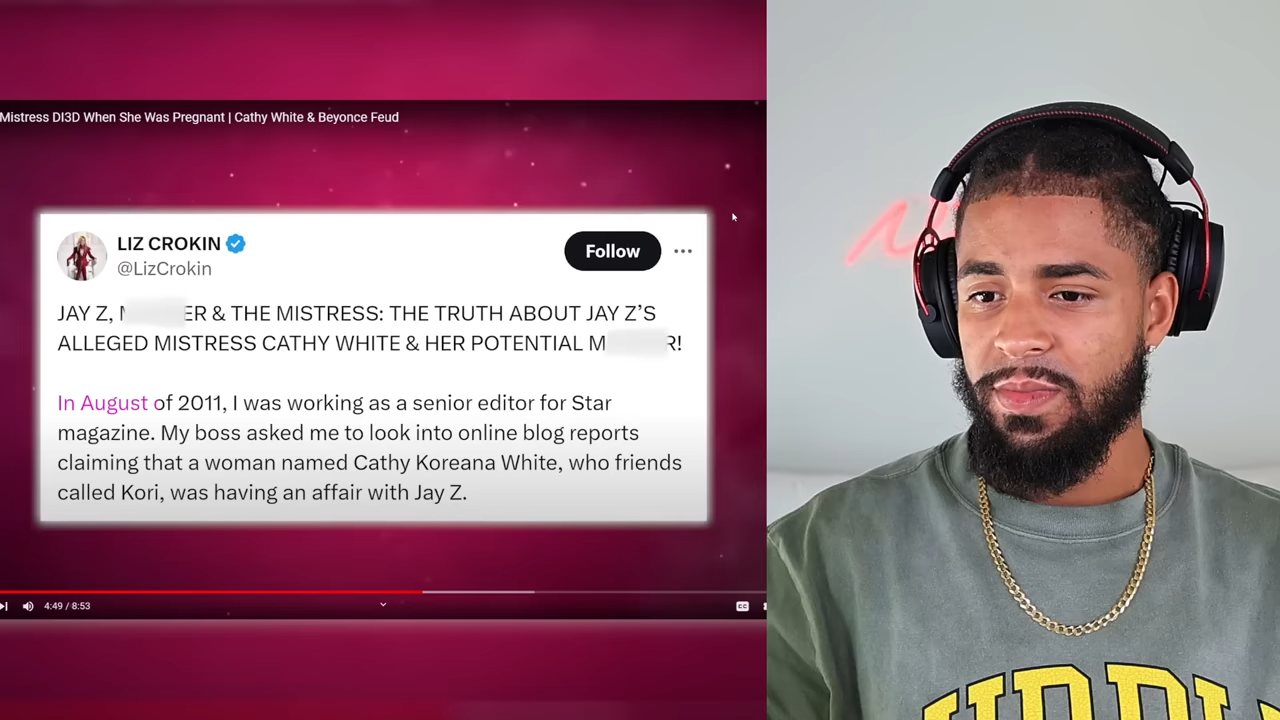 Mistress DI3D When She Was Pregnant | Cathy White & Beyonce Feud
LIZ CROKIN
@LizCrokin
Follow
JAY Z, M ER & THE MISTRESS: THE TRUTH ABOUT JAY Z’S
ALLEGED MISTRESS CATHY WHITE & HER POTENTIAL M R!
In August of 2011, I was working as a senior editor for Star
magazine. My boss asked me to look into online blog reports
claiming that a woman named Cathy Koreana White, who friends
called Kori, was having an affair with Jay Z.
4:49 / 8:53
CC